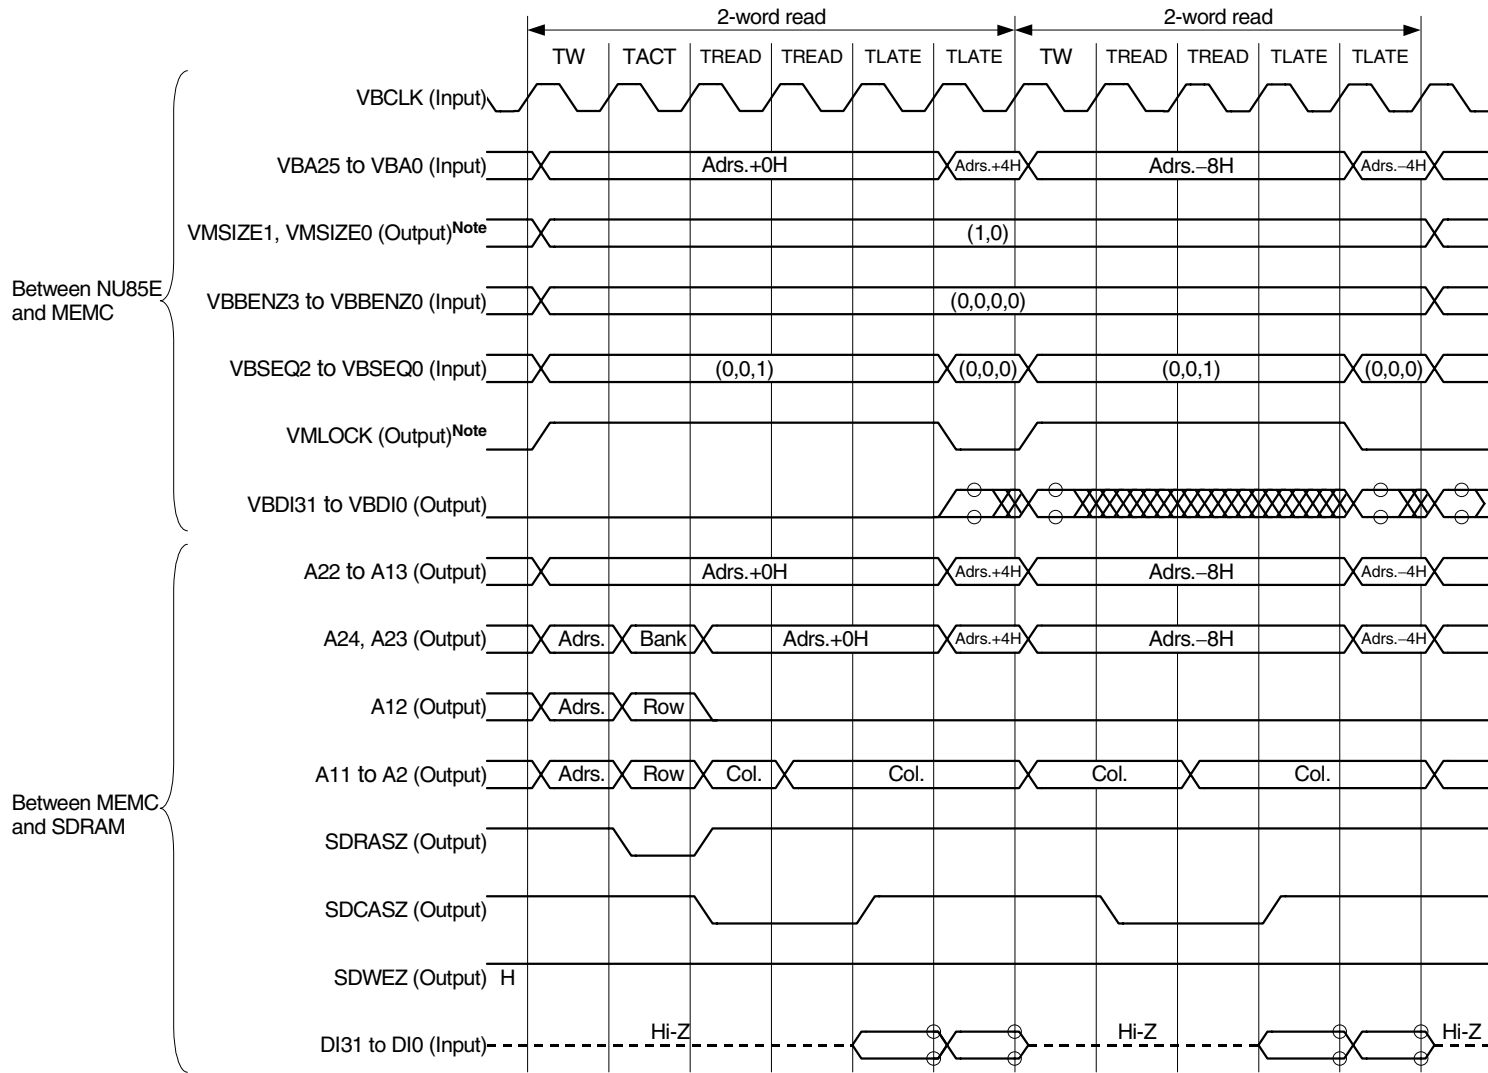 2-word read 2-word read
TW TACT TREAD TREAD TLATE TLATE TW TREAD TREAD TLATE TLATE
VBCLK (Input)
VBA25 to VBA0 (Input) Adrs.+0H Adrs.+4H Adrs.−8H Adrs.−4H
VMSIZE1, VMSIZE0 (Output)Note (1,0)
Between NU85E
and MEMC
VBBENZ3 to VBBENZ0 (Input) (0,0,0,0)
VBSEQ2 to VBSEQ0 (Input) (0,0,1) (0,0,0) (0,0,1) (0,0,0)
VMLOCK (Output)Note
VBDI31 to VBDI0 (Output)
A22 to A13 (Output) Adrs.+0H Adrs.+4H Adrs.−8H Adrs.−4H
A24, A23 (Output) Adrs. Bank Adrs.+0H Adrs.+4H Adrs.−8H Adrs.−4H
A12 (Output) Adrs. Row
A11 to A2 (Output) Adrs. Row Col. Col. Col. Col.
Between MEMC
and SDRAM
SDRASZ (Output)
SDCASZ (Output)
SDWEZ (Output) H
DI31 to DI0 (Input) Hi-Z Hi-Z Hi-Z